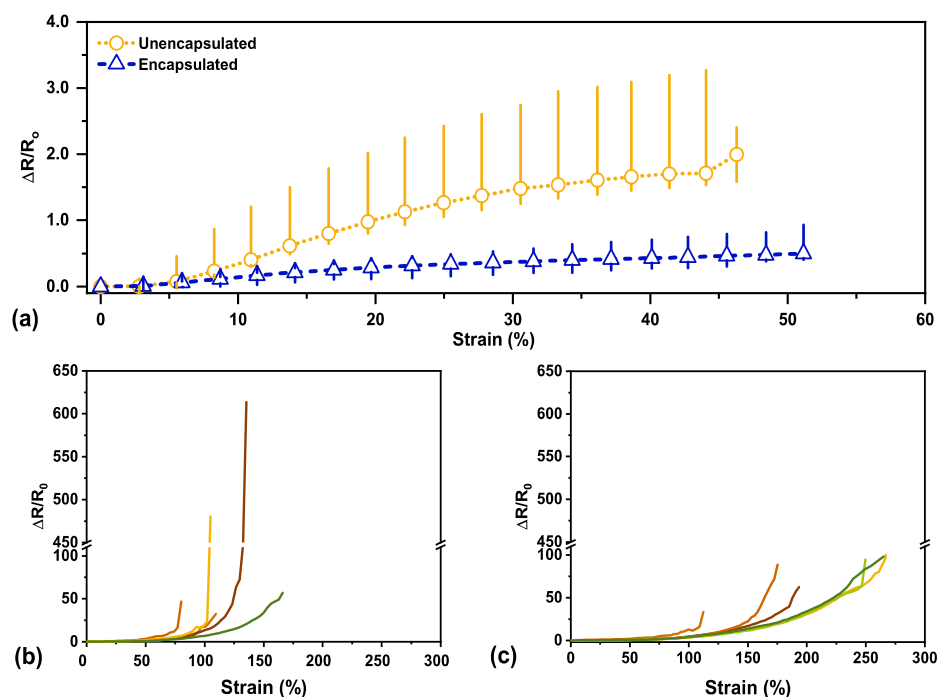 4.0
3.0
2.0
1.0
0.0
ΔR/Ro
Unencapsulated
Encapsulated
0 10 20 30 40 50 60
Strain (%)
(a)
650
600
550
500
450
100
50
0
ΔR/R0
0 50 100 150 200 250 300
Strain (%)
(b)
650
600
550
500
450
100
50
0
ΔR/R0
0 50 100 150 200 250 300
Strain (%)
(c)